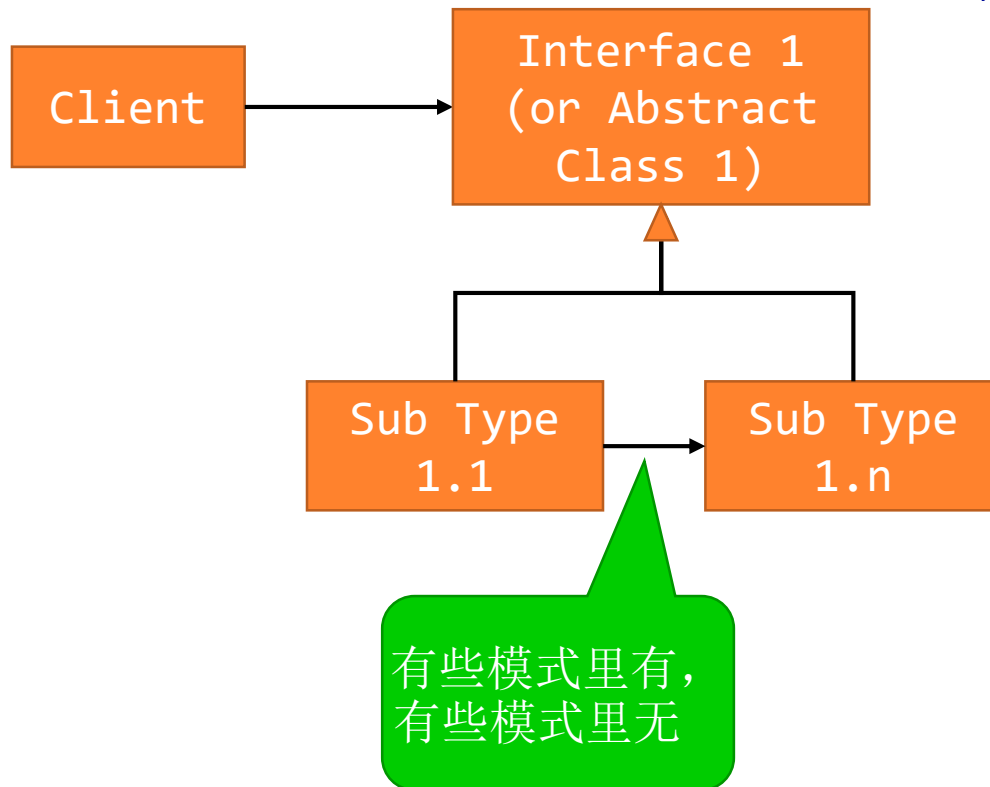 Client
Interface 1
(or Abstract
Class 1)
Sub Type
1.1
Sub Type
1.n
有些模式里有，
有些模式里无